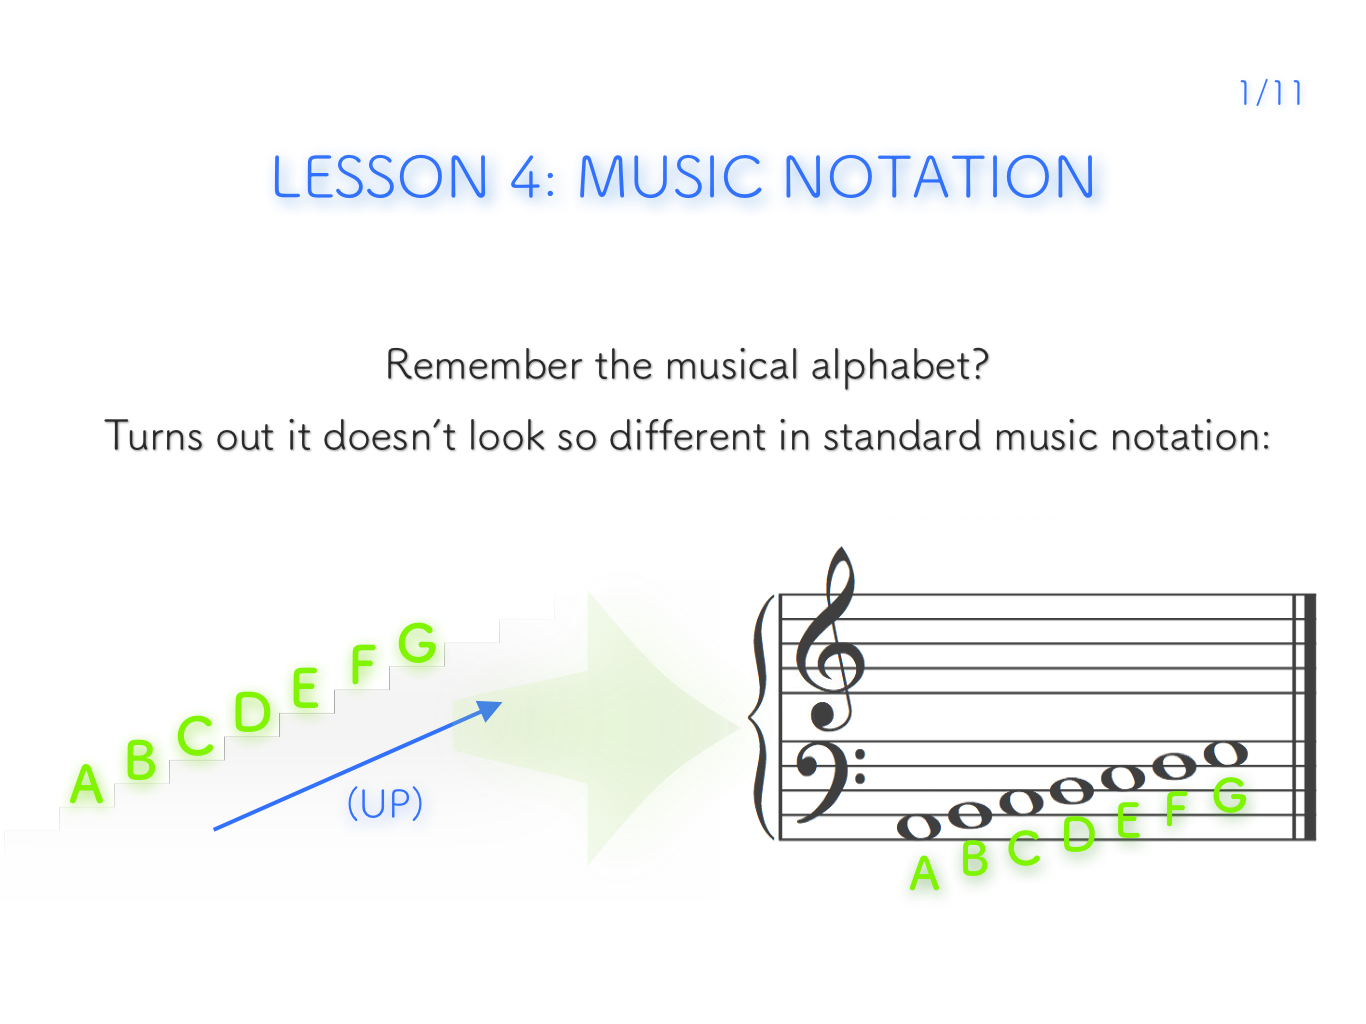 1/11
LESSON 4: MUSIC NOTATION
Remember the musical alphabet?
Turns out it doesn’t look so different in standard music notation:
A B C D E F G
(UP)
A B C D E F G